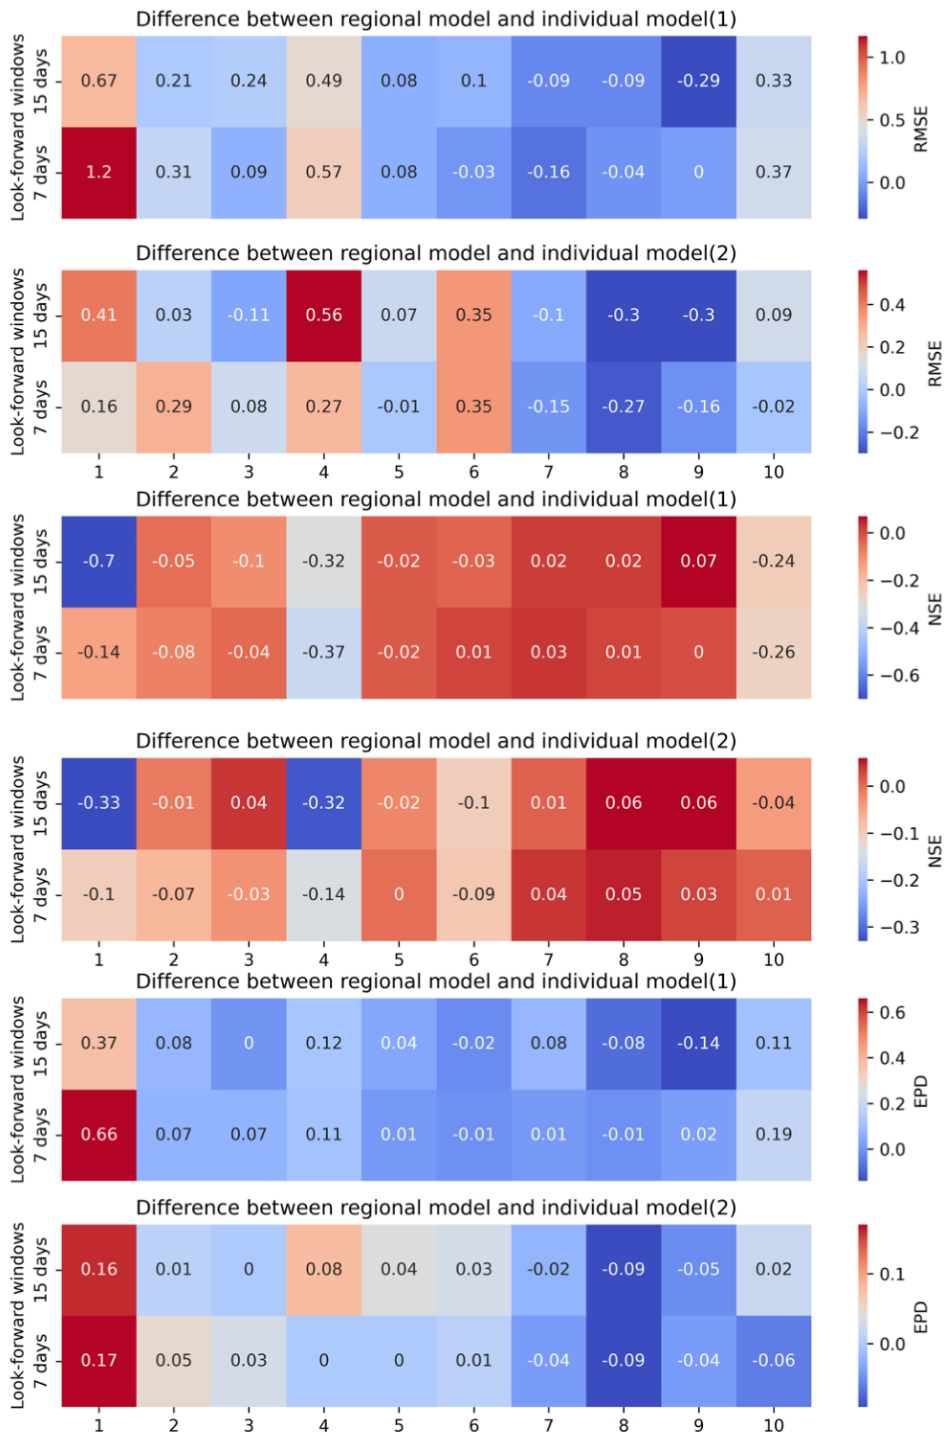 Difference between regional model and individual model(1)
Look-forward windows
15 days
0.67 0.21 0.24 0.49 0.08 0.1 -0.09 -0.09 -0.29 0.33
7 days
1.2 0.31 0.09 0.57 0.08 -0.03 -0.16 -0.04 0 0.37
1.0
0.5
0.0
RMSE
Difference between regional model and individual model(2)
Look-forward windows
15 days
0.41 0.03 -0.11 0.56 0.07 0.35 -0.1 -0.3 -0.3 0.09
7 days
0.16 0.29 0.08 0.27 -0.01 0.35 -0.15 -0.27 -0.16 -0.02
1 2 3 4 5 6 7 8 9 10
0.4
0.2
0.0
−0.2
RMSE
Difference between regional model and individual model(1)
Look-forward windows
15 days
-0.7 -0.05 -0.1 -0.32 -0.02 -0.03 0.02 0.02 0.07 -0.24
7 days
-0.14 -0.08 -0.04 -0.37 -0.02 0.01 0.03 0.01 0 -0.26
0.0
−0.2
−0.4
−0.6
NSE
Difference between regional model and individual model(2)
Look-forward windows
15 days
-0.33 -0.01 0.04 -0.32 -0.02 -0.1 0.01 0.06 0.06 -0.04
7 days
-0.1 -0.07 -0.03 -0.14 0 -0.09 0.04 0.05 0.03 0.01
1 2 3 4 5 6 7 8 9 10
0.0
−0.1
−0.2
−0.3
NSE
Difference between regional model and individual model(1)
Look-forward windows
15 days
0.37 0.08 0 0.12 0.04 -0.02 0.08 -0.08 -0.14 0.11
7 days
0.66 0.07 0.07 0.11 0.01 -0.01 0.01 -0.01 0.02 0.19
0.6
0.4
0.2
0.0
EPD
Difference between regional model and individual model(2)
Look-forward windows
15 days
0.16 0.01 0 0.08 0.04 0.03 -0.02 -0.09 -0.05 0.02
7 days
0.17 0.05 0.03 0 0 0.01 -0.04 -0.09 -0.04 -0.06
1 2 3 4 5 6 7 8 9 10
0.1
0.0
EPD